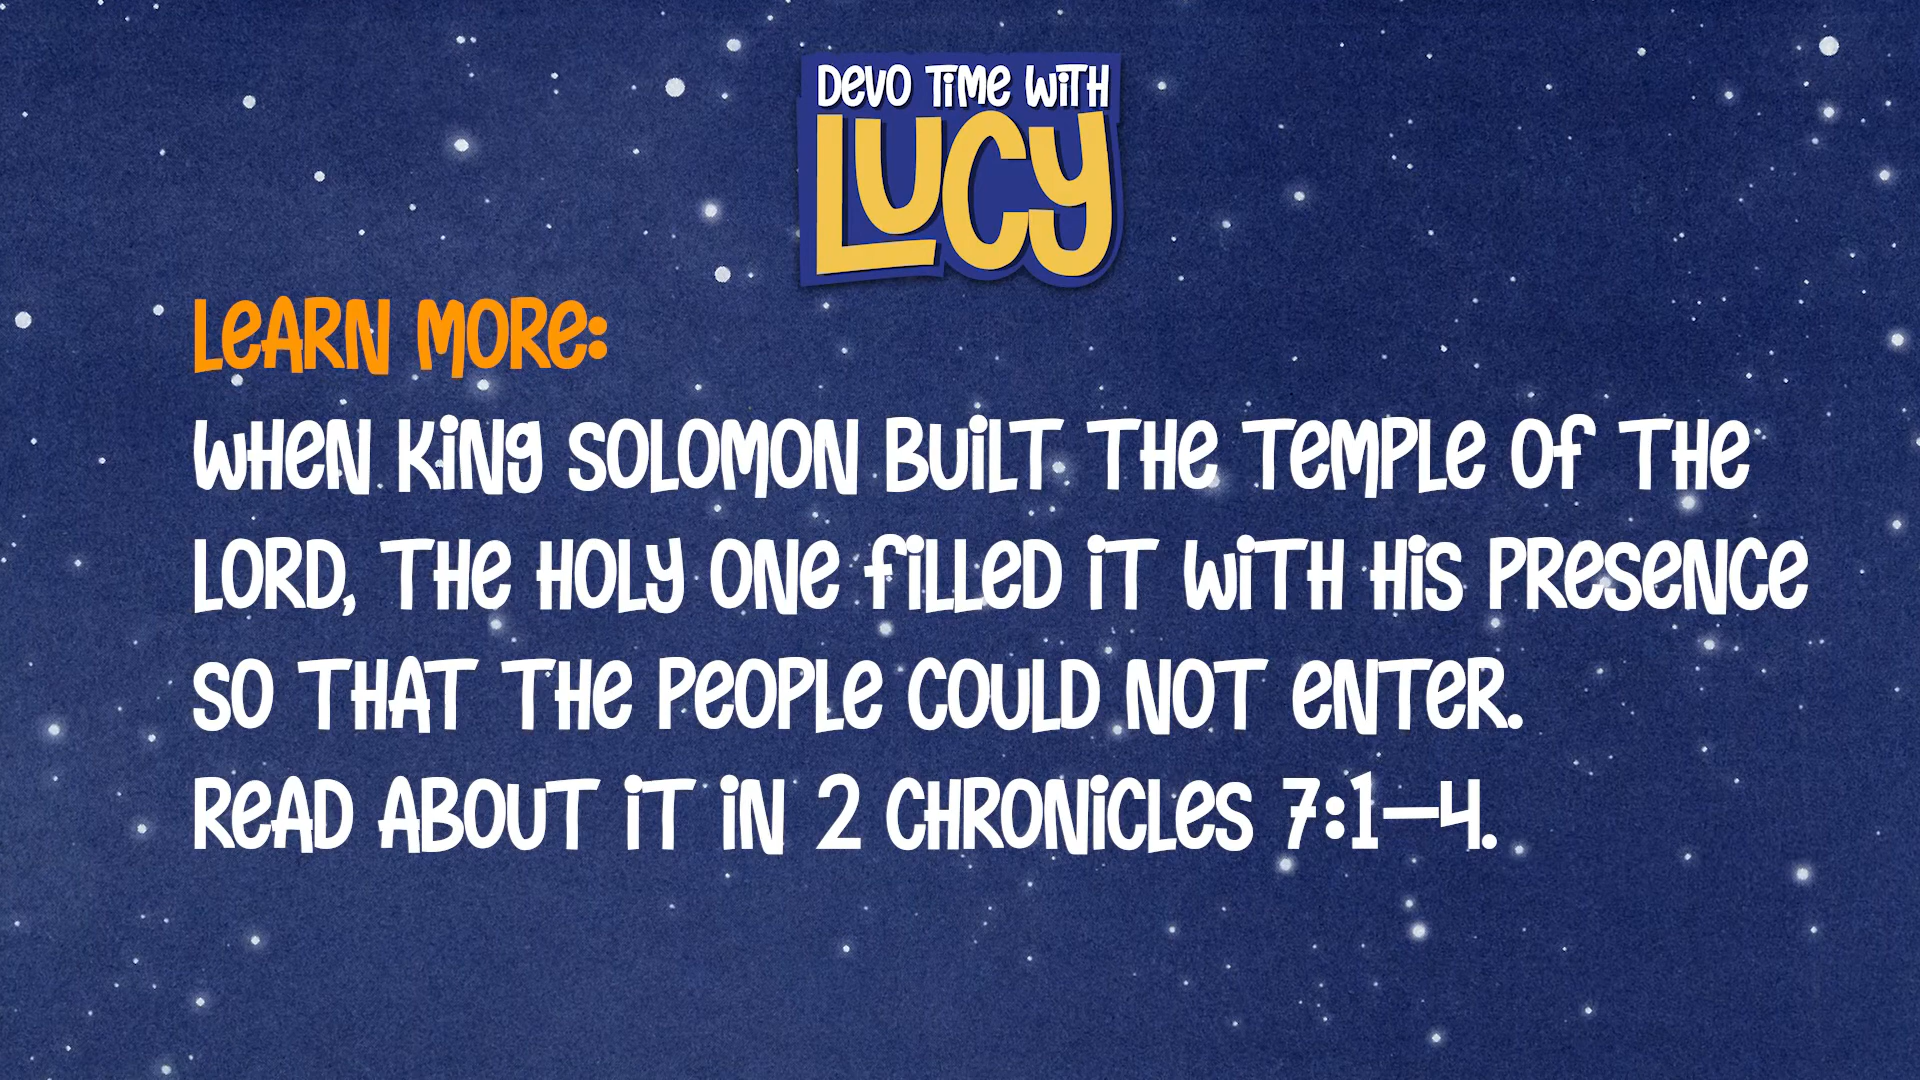 DEVO TIME WITH
LUCY
LEARN MORE:
WHEN KING SOLOMON BUILT THE TEMPLE OF THE
LORD, THE HOLY ONE FILLED IT WITH HIS PRESENCE
SO THAT THE PEOPLE COULD NOT ENTER.
READ ABOUT IT IN 2 CHRONICLES 7:1–4.